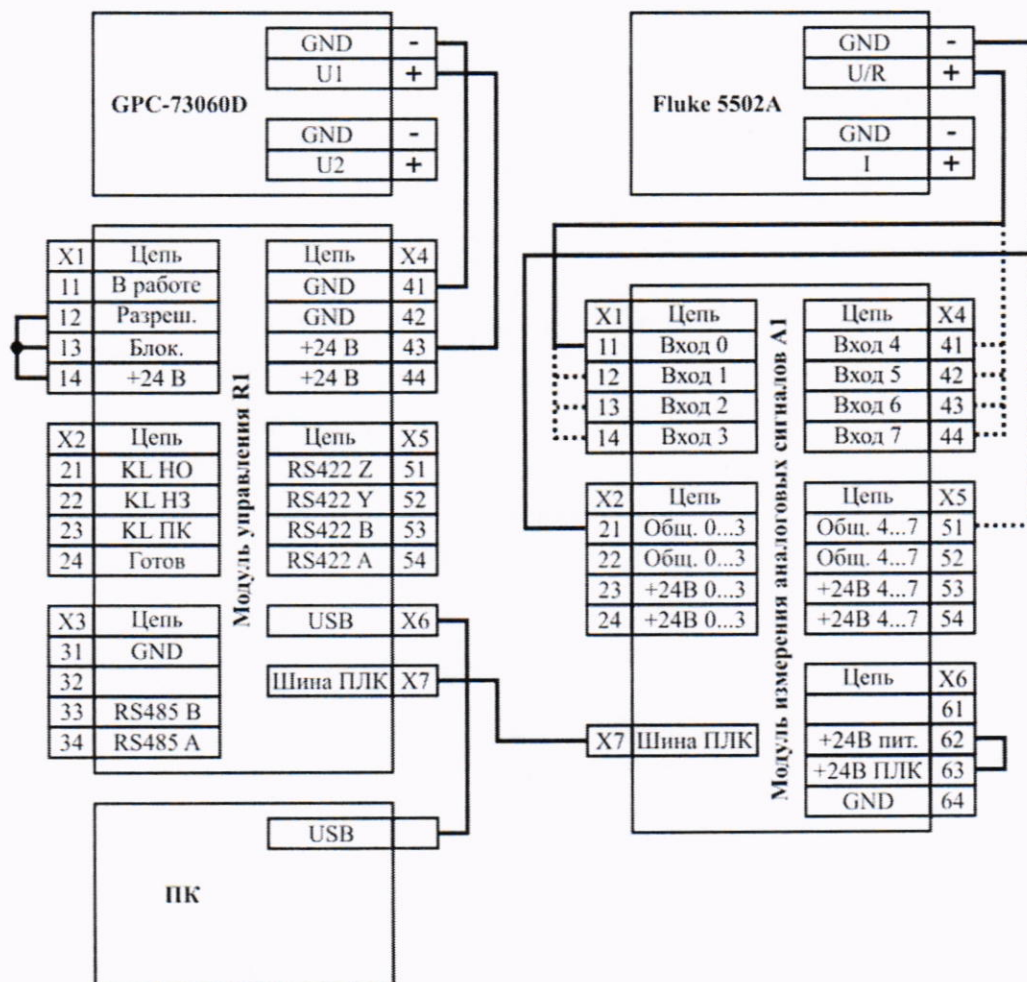 GPC-73060D
GND -
U1 +
GND -
U2 +
Fluke 5502A
GND -
U/R +
GND -
I +
Модуль управления R1
X1 Цепь
11 В работе
12 Разреш.
13 Блок.
14 +24 В
Цепь X4
GND 41
GND 42
+24 В 43
+24 В 44
X2 Цепь
21 KL НО
22 KL НЗ
23 KL ПК
24 Готов
Цепь X5
RS422 Z 51
RS422 Y 52
RS422 B 53
RS422 A 54
X3 Цепь
31 GND
32
33 RS485 B
34 RS485 A
USB X6
Шина ПЛК X7
ПК
USB
Модуль измерения аналоговых сигналов A1
X1 Цепь
11 Вход 0
12 Вход 1
13 Вход 2
14 Вход 3
Цепь X4
Вход 4 41
Вход 5 42
Вход 6 43
Вход 7 44
X2 Цепь
21 Общ. 0...3
22 Общ. 0...3
23 +24В 0...3
24 +24В 0...3
Цепь X5
Общ. 4...7 51
Общ. 4...7 52
+24В 4...7 53
+24В 4...7 54
Цепь X6
61
+24В пит. 62
+24В ПЛК 63
GND 64
X7 Шина ПЛК